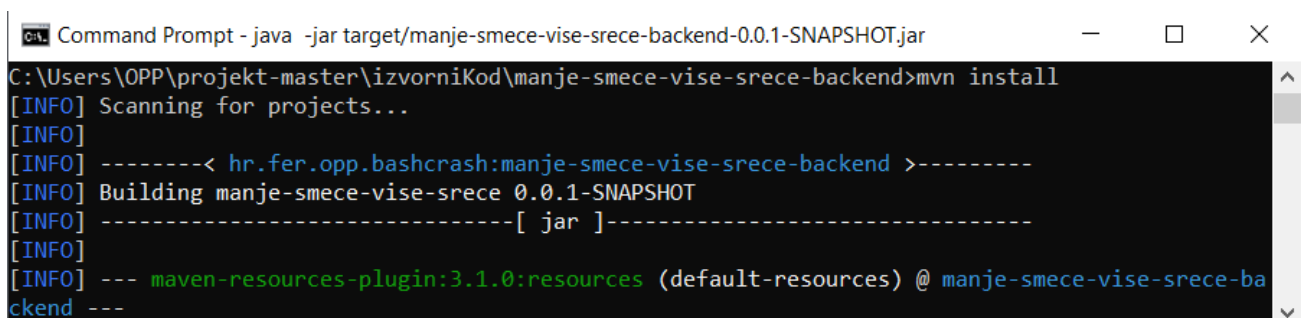 Command Prompt - java  -jar target/manje-smece-vise-srece-backend-0.0.1-SNAPSHOT.jar
C:\Users\OPP\projekt-master\izvorniKod\manje-smece-vise-srece-backend>mvn install
[INFO] Scanning for projects...
[INFO]
[INFO] --------< hr.fer.opp.bashcrash:manje-smece-vise-srece-backend >---------
[INFO] Building manje-smece-vise-srece 0.0.1-SNAPSHOT
[INFO] --------------------------------[ jar ]---------------------------------
[INFO]
[INFO] --- maven-resources-plugin:3.1.0:resources (default-resources) @ manje-smece-vise-srece-ba
ckend ---